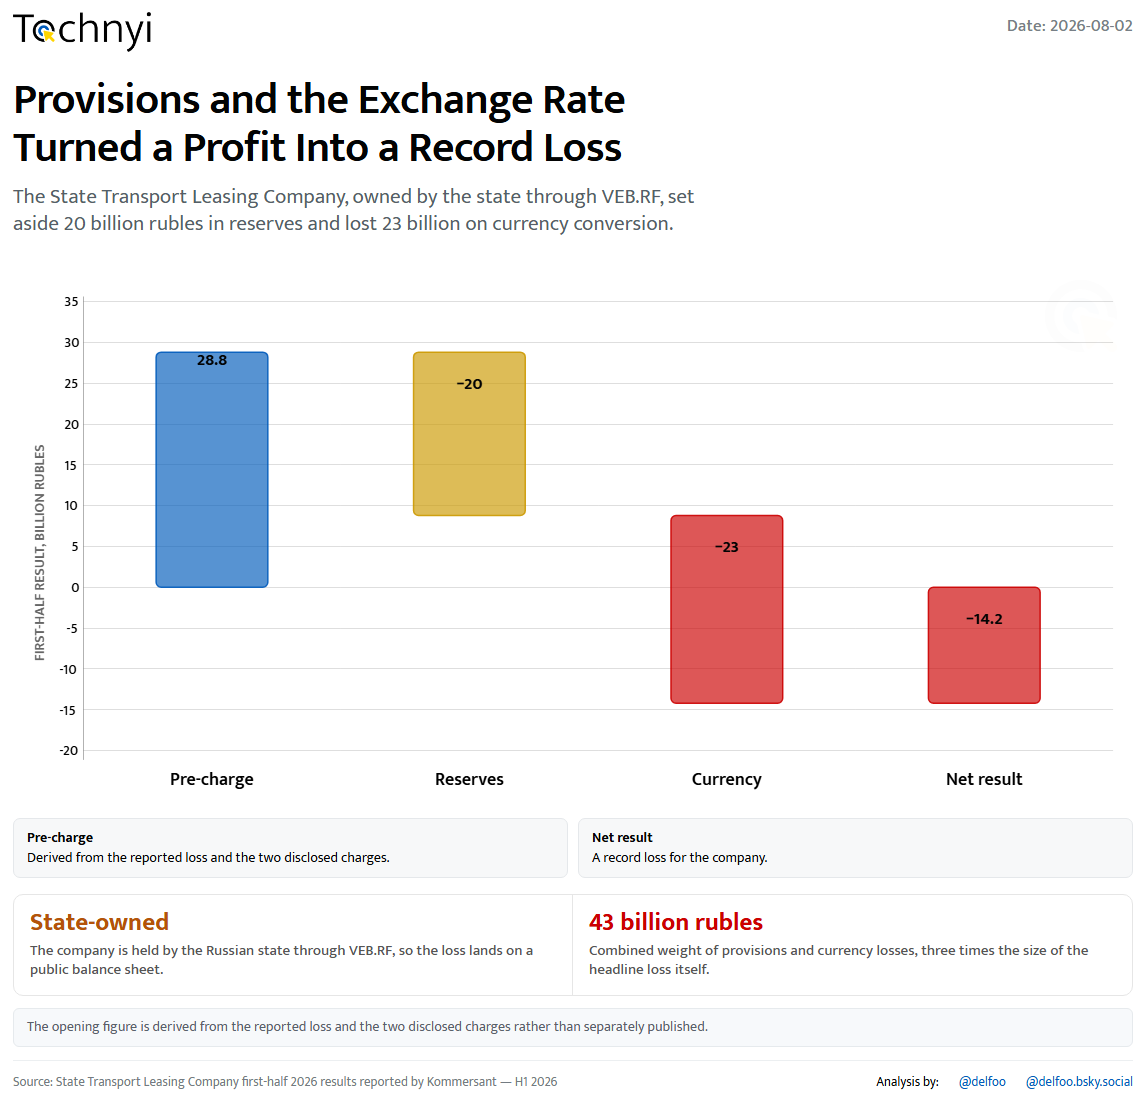 Technyi
Date: 2026-08-02
Provisions and the Exchange Rate
Turned a Profit Into a Record Loss
The State Transport Leasing Company, owned by the state through VEB.RF, set
aside 20 billion rubles in reserves and lost 23 billion on currency conversion.
FIRST-HALF RESULT, BILLION RUBLES
35
30
25
20
15
10
5
0
-5
-10
-15
-20
28.8
−20
−23
−14.2
Pre-charge
Reserves
Currency
Net result
Pre-charge
Derived from the reported loss and the two disclosed charges.
Net result
A record loss for the company.
State-owned
The company is held by the Russian state through VEB.RF, so the loss lands on a
public balance sheet.
43 billion rubles
Combined weight of provisions and currency losses, three times the size of the
headline loss itself.
The opening figure is derived from the reported loss and the two disclosed charges rather than separately published.
Source: State Transport Leasing Company first-half 2026 results reported by Kommersant — H1 2026
Analysis by: @delfoo @delfoo.bsky.social